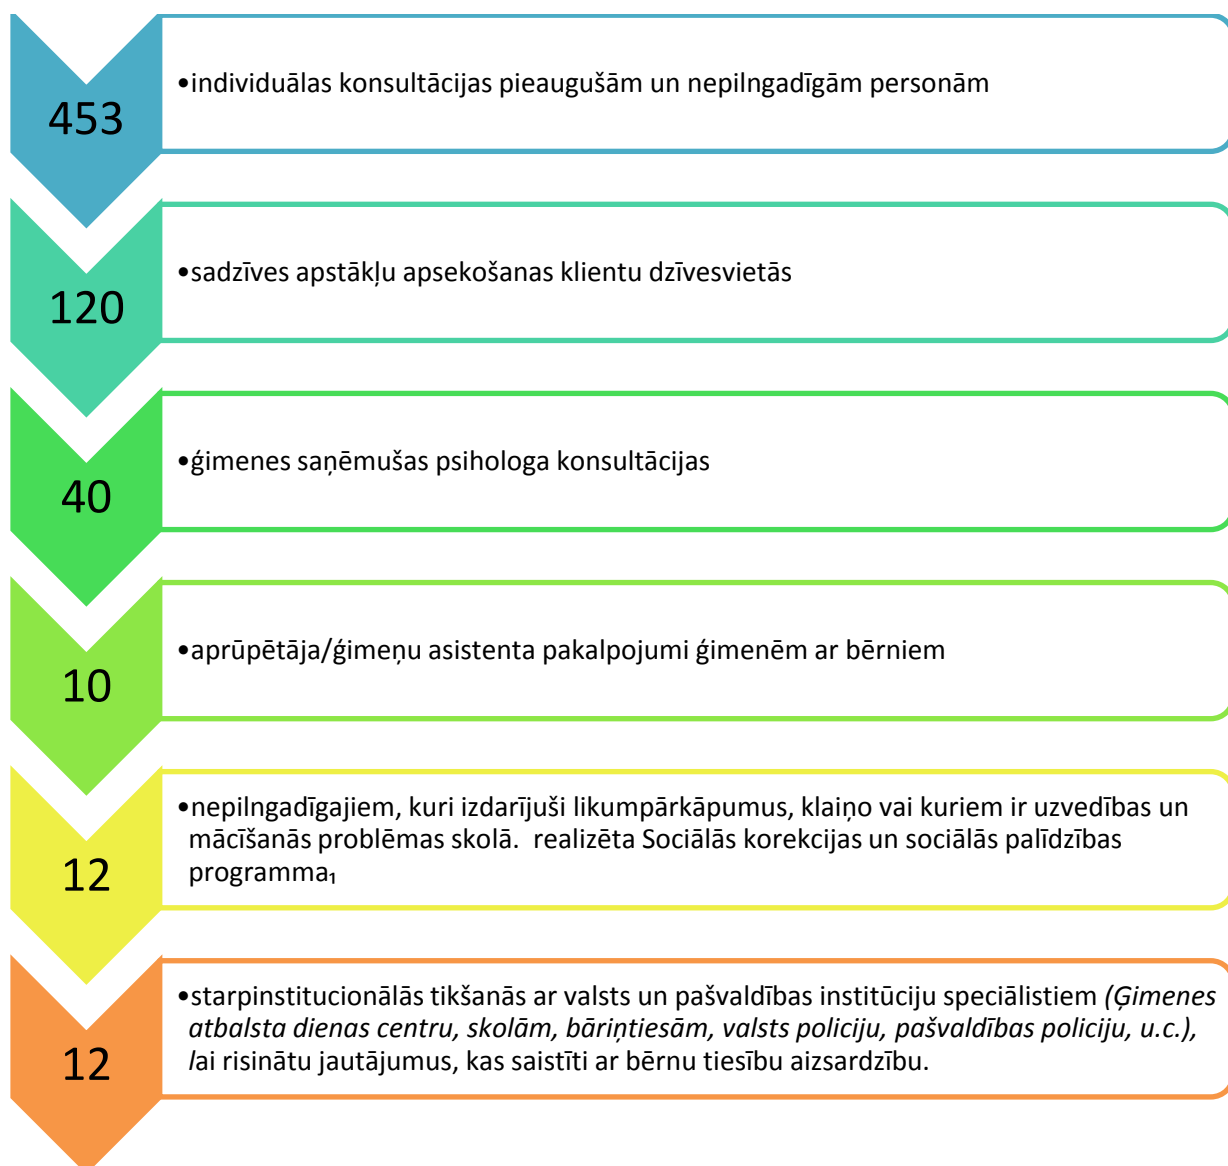 453
•individuālas konsultācijas pieaugušām un nepilngadīgām personām
120
•sadzīves apstākļu apsekošanas klientu dzīvesvietās
40
•ģimenes saņēmušas psihologa konsultācijas
10
•aprūpētāja/ģimeņu asistenta pakalpojumi ģimenēm ar bērniem
12
•nepilngadīgajiem, kuri izdarījuši likumpārkāpumus, klaiņo vai kuriem ir uzvedības un
mācīšanās problēmas skolā. realizēta Sociālās korekcijas un sociālās palīdzības
programma₁
12
•starpinstitucionālās tikšanās ar valsts un pašvaldības institūciju speciālistiem (Ģimenes
atbalsta dienas centru, skolām, bāriņtiesām, valsts policiju, pašvaldības policiju, u.c.),
lai risinātu jautājumus, kas saistīti ar bērnu tiesību aizsardzību.